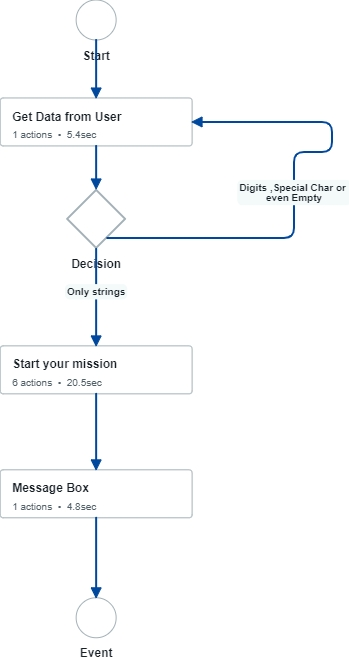 Start
Get Data from User
1 actions • 5.4sec
Digits ,Special Char or
even Empty
Decision
Only strings
Start your mission
6 actions • 20.5sec
Message Box
1 actions • 4.8sec
Event